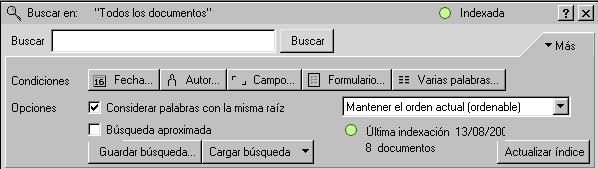 Buscar en: "Todos los documentos" Indexada ? ×
Buscar Buscar
Más
Condiciones 16 Fecha... Autor... Campo... Formulario... Varias palabras...
Opciones Considerar palabras con la misma raíz Mantener el orden actual (ordenable)
Búsqueda aproximada Última indexación 13/08/200
Guardar búsqueda... Cargar búsqueda 8 documentos Actualizar índice